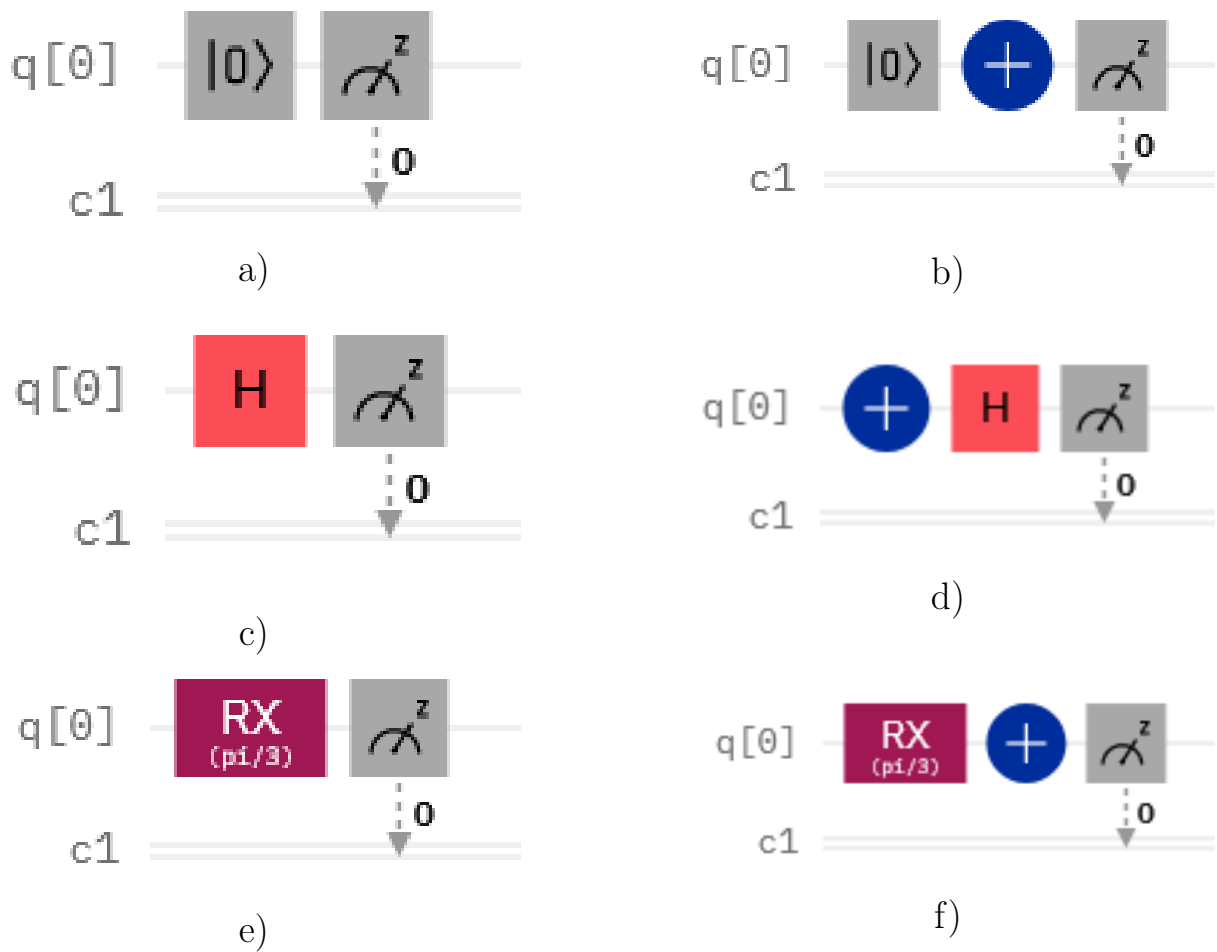 q[0] |0⟩ z
0
c1
a)
q[0] |0⟩ + z
0
c1
b)
q[0] H z
0
c1
c)
q[0] + H z
0
c1
d)
q[0] RX (pi/3) z
0
c1
e)
q[0] RX (pi/3) + z
0
c1
f)